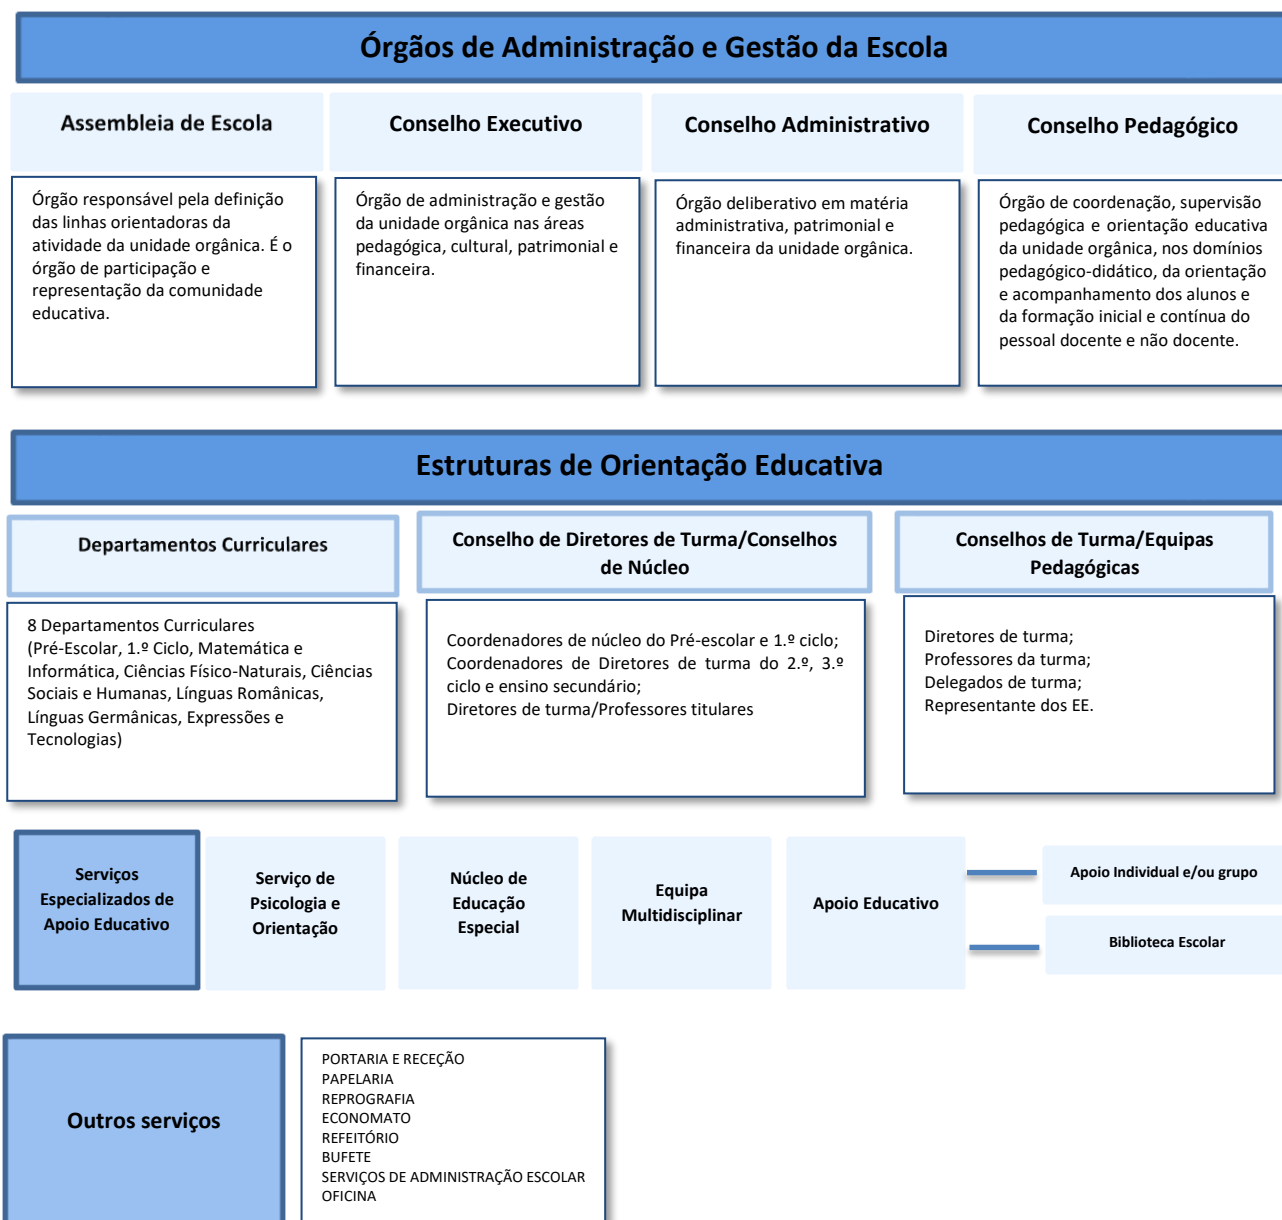 Órgãos de Administração e Gestão da Escola
Assembleia de Escola
Órgão responsável pela definição
das linhas orientadoras da
atividade da unidade orgânica. É o
órgão de participação e
representação da comunidade
educativa.
Conselho Executivo
Órgão de administração e gestão
da unidade orgânica nas áreas
pedagógica, cultural, patrimonial e
financeira.
Conselho Administrativo
Órgão deliberativo em matéria
administrativa, patrimonial e
financeira da unidade orgânica.
Conselho Pedagógico
Órgão de coordenação, supervisão
pedagógica e orientação educativa
da unidade orgânica, nos domínios
pedagógico-didático, da orientação
e acompanhamento dos alunos e
da formação inicial e contínua do
pessoal docente e não docente.
Estruturas de Orientação Educativa
Departamentos Curriculares
8 Departamentos Curriculares
(Pré-Escolar, 1.º Ciclo, Matemática e
Informática, Ciências Físico-Naturais, Ciências
Sociais e Humanas, Línguas Românicas,
Línguas Germânicas, Expressões e
Tecnologias)
Conselho de Diretores de Turma/Conselhos
de Núcleo
Coordenadores de núcleo do Pré-escolar e 1.º ciclo;
Coordenadores de Diretores de turma do 2.º, 3.º
ciclo e ensino secundário;
Diretores de turma/Professores titulares
Conselhos de Turma/Equipas
Pedagógicas
Diretores de turma;
Professores da turma;
Delegados de turma;
Representante dos EE.
Serviços
Especializados de
Apoio Educativo
Serviço de
Psicologia e
Orientação
Núcleo de
Educação
Especial
Equipa
Multidisciplinar
Apoio Educativo
Apoio Individual e/ou grupo
Biblioteca Escolar
Outros serviços
PORTARIA E RECEÇÃO
PAPELARIA
REPROGRAFIA
ECONOMATO
REFEITÓRIO
BUFETE
SERVIÇOS DE ADMINISTRAÇÃO ESCOLAR
OFICINA